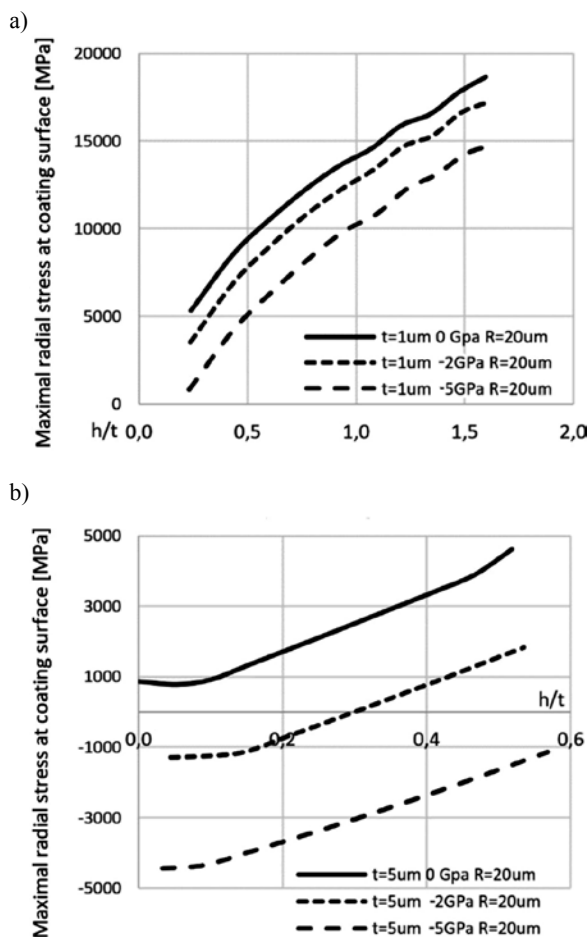 a)
Maximal radial stress at coating surface [MPa]
20000
15000
10000
5000
0
t=1um 0 Gpa R=20um
t=1um -2GPa R=20um
t=1um -5GPa R=20um
h/t 0,0 0,5 1,0 1,5 2,0
b)
Maximal radial stress at coating surface [MPa]
5000
3000
1000
-1000
-3000
-5000
h/t
0,0 0,2 0,4 0,6
t=5um 0 Gpa R=20um
t=5um -2GPa R=20um
t=5um -5GPa R=20um